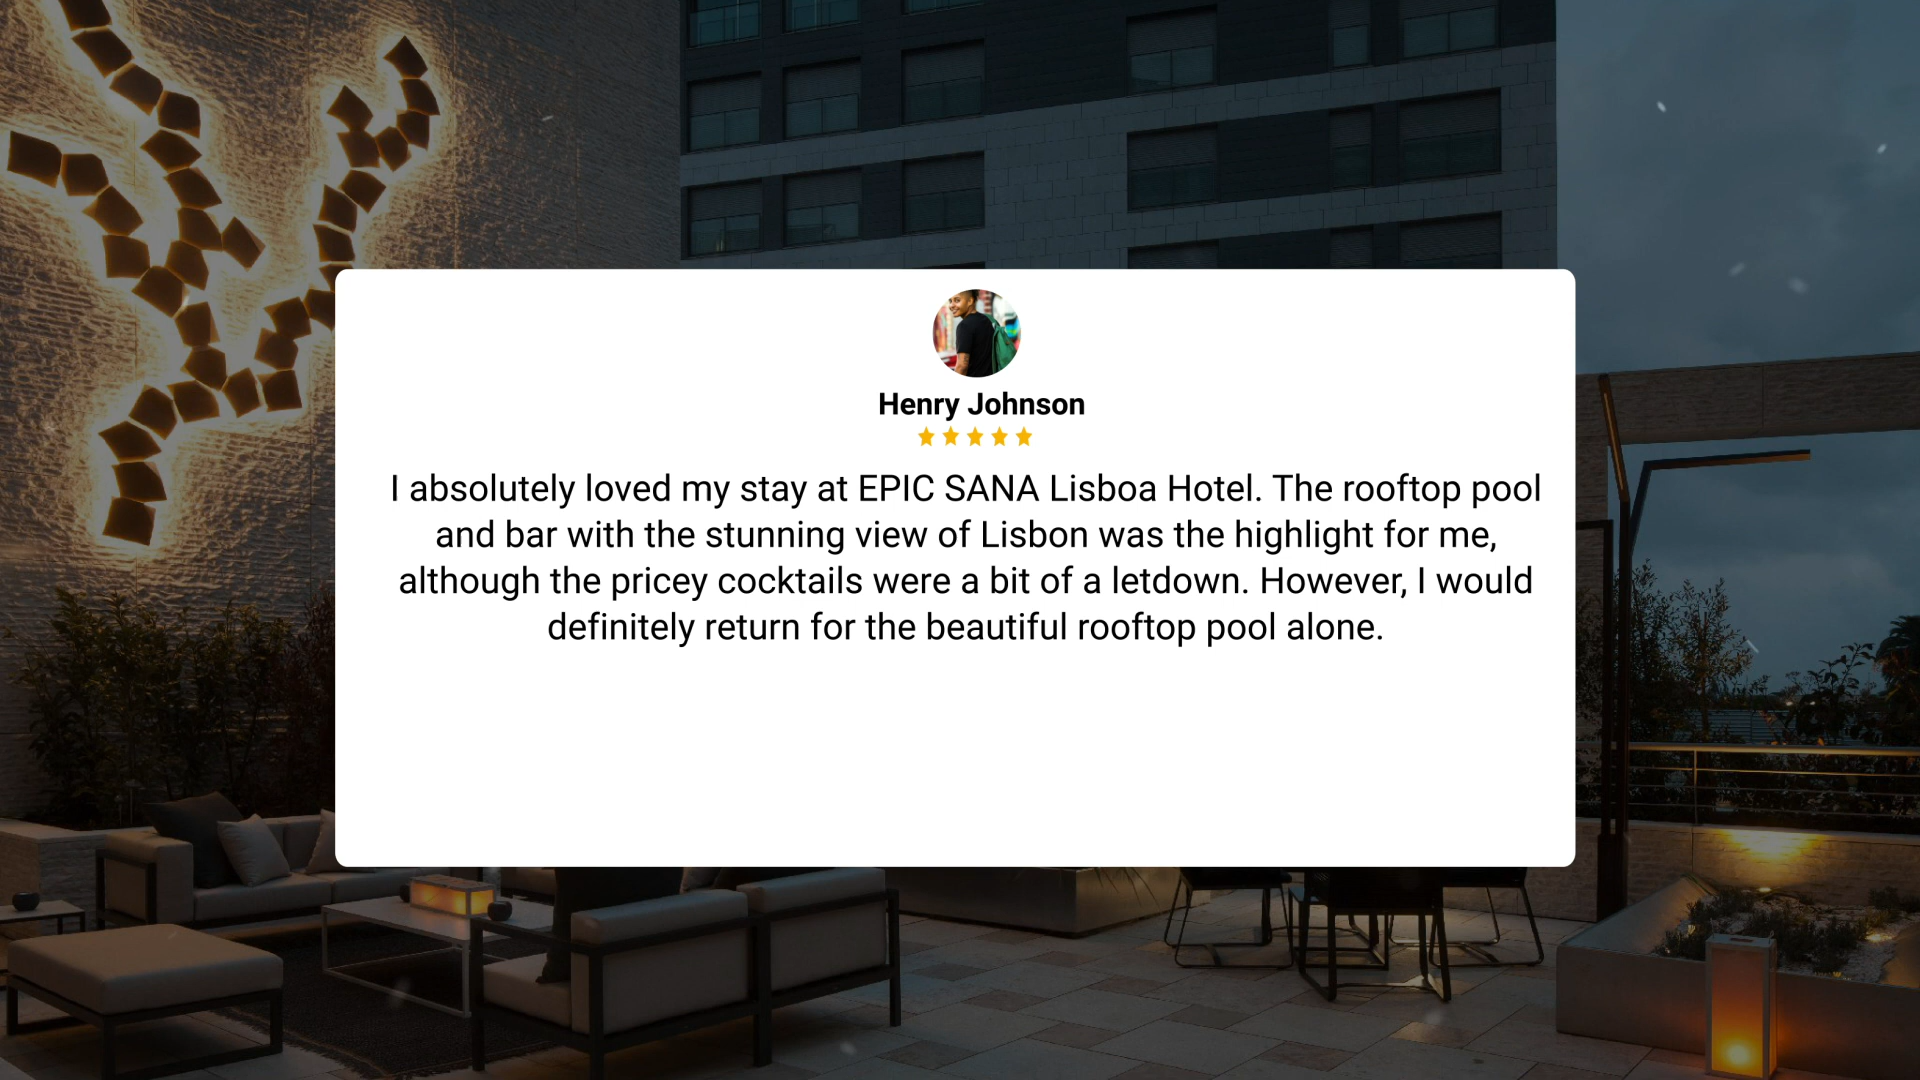 Henry Johnson
I absolutely loved my stay at EPIC SANA Lisboa Hotel. The rooftop pool
and bar with the stunning view of Lisbon was the highlight for me,
although the pricey cocktails were a bit of a letdown. However, I would
definitely return for the beautiful rooftop pool alone.